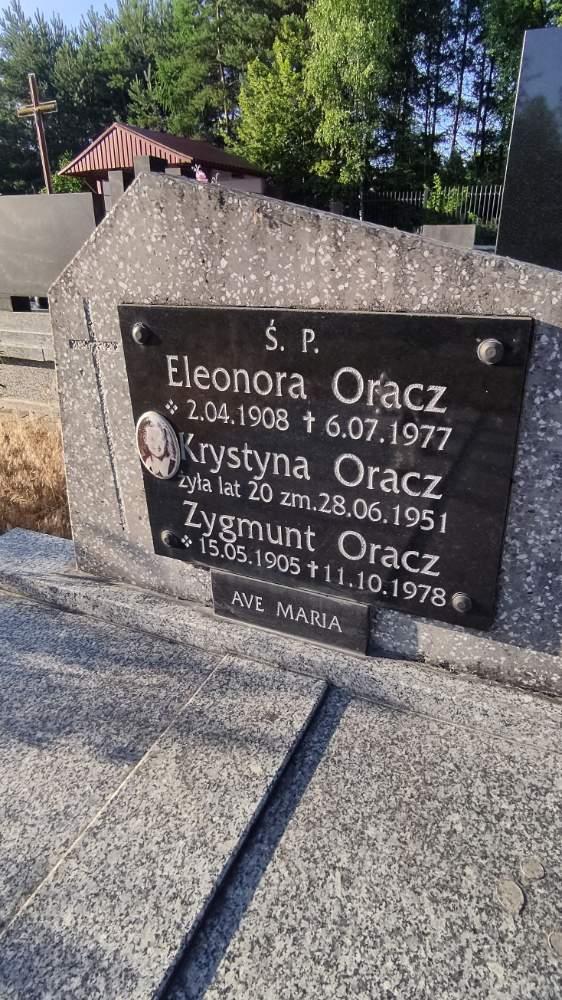 Ś. P.
Eleonora Oracz
* 2.04.1908 † 6.07.1977
Krystyna Oracz
żyła lat 20 zm.28.06.1951
Zygmunt Oracz
* 15.05.1905 † 11.10.1978
AVE MARIA